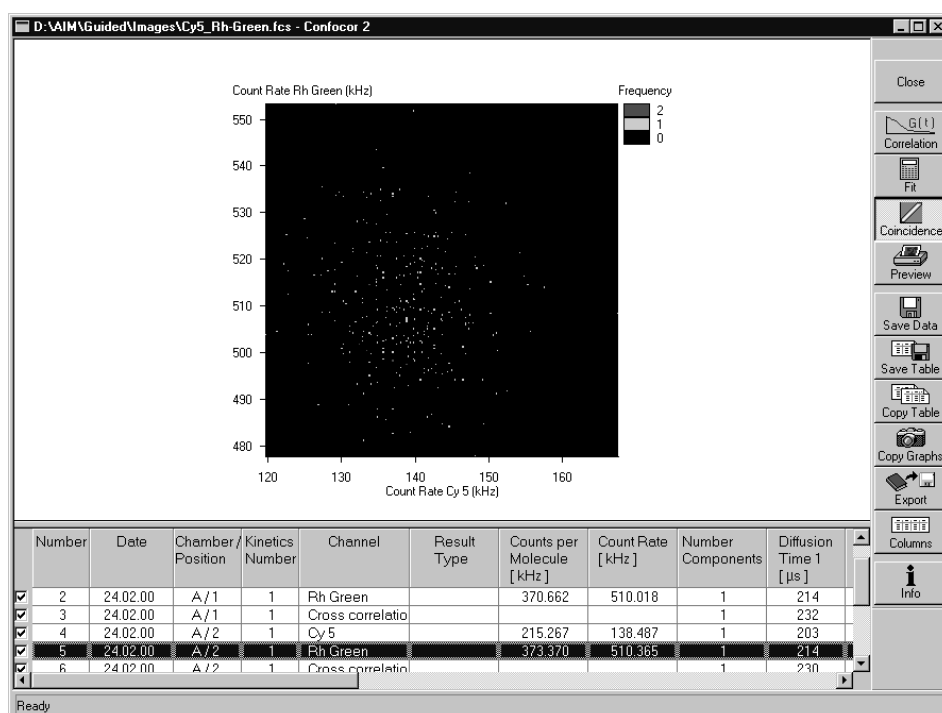 D:\AIM\Guided\Images\Cy5_Rh-Green.fcs - Confocor 2
Count Rate Rh Green (kHz)
Frequency
2
1
0
550
540
530
520
510
500
490
480
120 130 140 150 160
Count Rate Cy 5 (kHz)
Close
G(t)
Correlation
Fit
Coincidence
Preview
Save Data
Save Table
Copy Table
Copy Graphs
Export
Columns
i
Info
Number Date Chamber/ Position Kinetics Number Channel Result Type Counts per Molecule [kHz] Count Rate [kHz] Number Components Diffusion Time 1 [µs]
2 24.02.00 A / 1 1 Rh Green 370.662 510.018 1 214
3 24.02.00 A / 1 1 Cross correlatio 1 232
4 24.02.00 A / 2 1 Cy 5 215.267 138.487 1 203
5 24.02.00 A / 2 1 Rh Green 373.370 510.365 1 214
6 24.02.00 A / 2 1 Cross correlatio 1 230
Ready